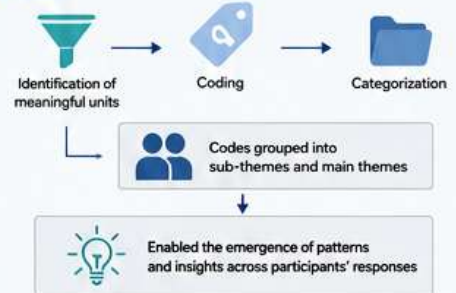 Identification of
meaningful units
Coding
Categorization
Codes grouped into
sub-themes and main themes
Enabled the emergence of patterns
and insights across participants' responses